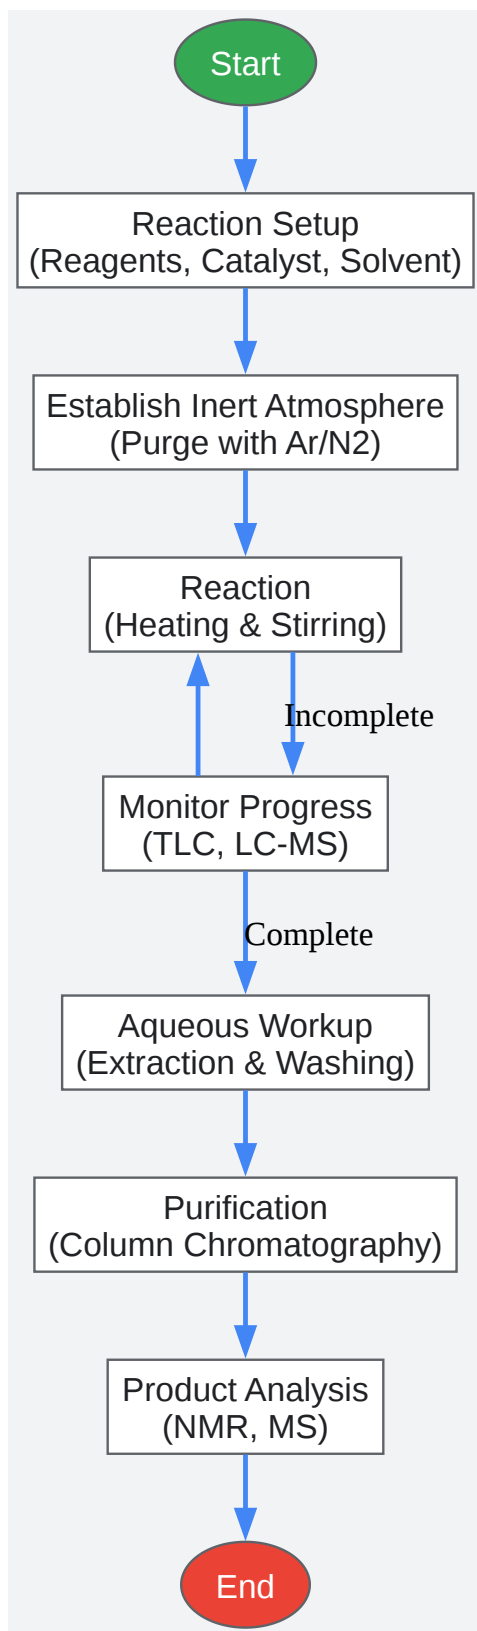 Start
Reaction Setup
(Reagents, Catalyst, Solvent)
Establish Inert Atmosphere
(Purge with Ar/N2)
Reaction
(Heating & Stirring)
Incomplete
Monitor Progress
(TLC, LC-MS)
Complete
Aqueous Workup
(Extraction & Washing)
Purification
(Column Chromatography)
Product Analysis
(NMR, MS)
End